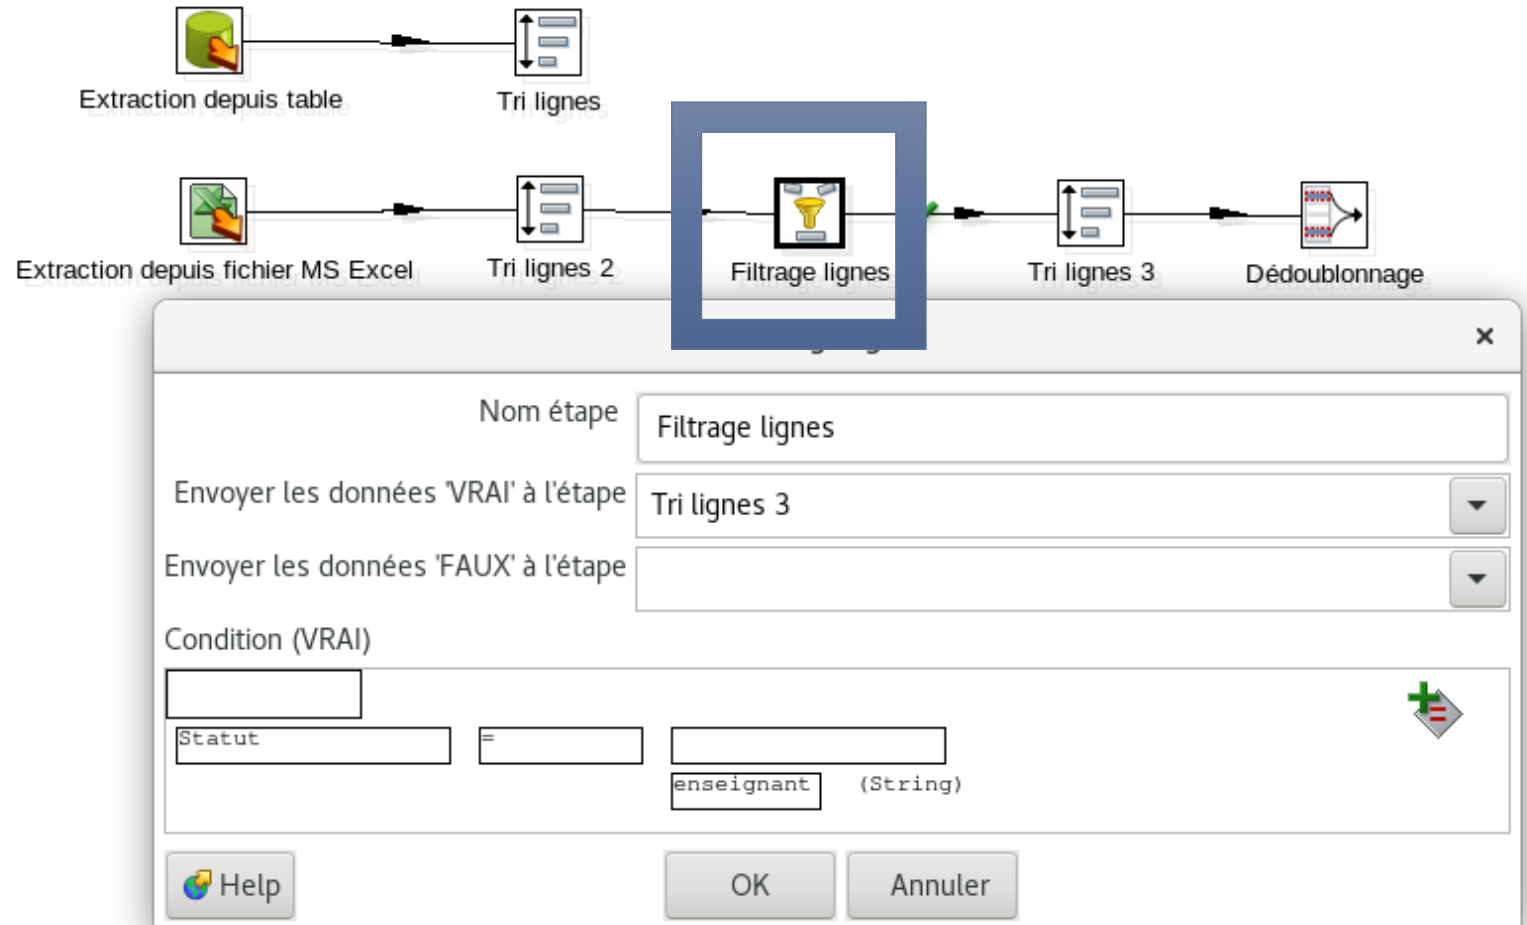 Extraction depuis table
Tri lignes
Extraction depuis fichier MS Excel
Tri lignes 2
Filtrage lignes
Tri lignes 3
Dédoublonnage
Nom étape
Filtrage lignes
Envoyer les données 'VRAI' à l'étape
Tri lignes 3
Envoyer les données 'FAUX' à l'étape
Condition (VRAI)
Statut
=
enseignant (String)
Help
OK
Annuler